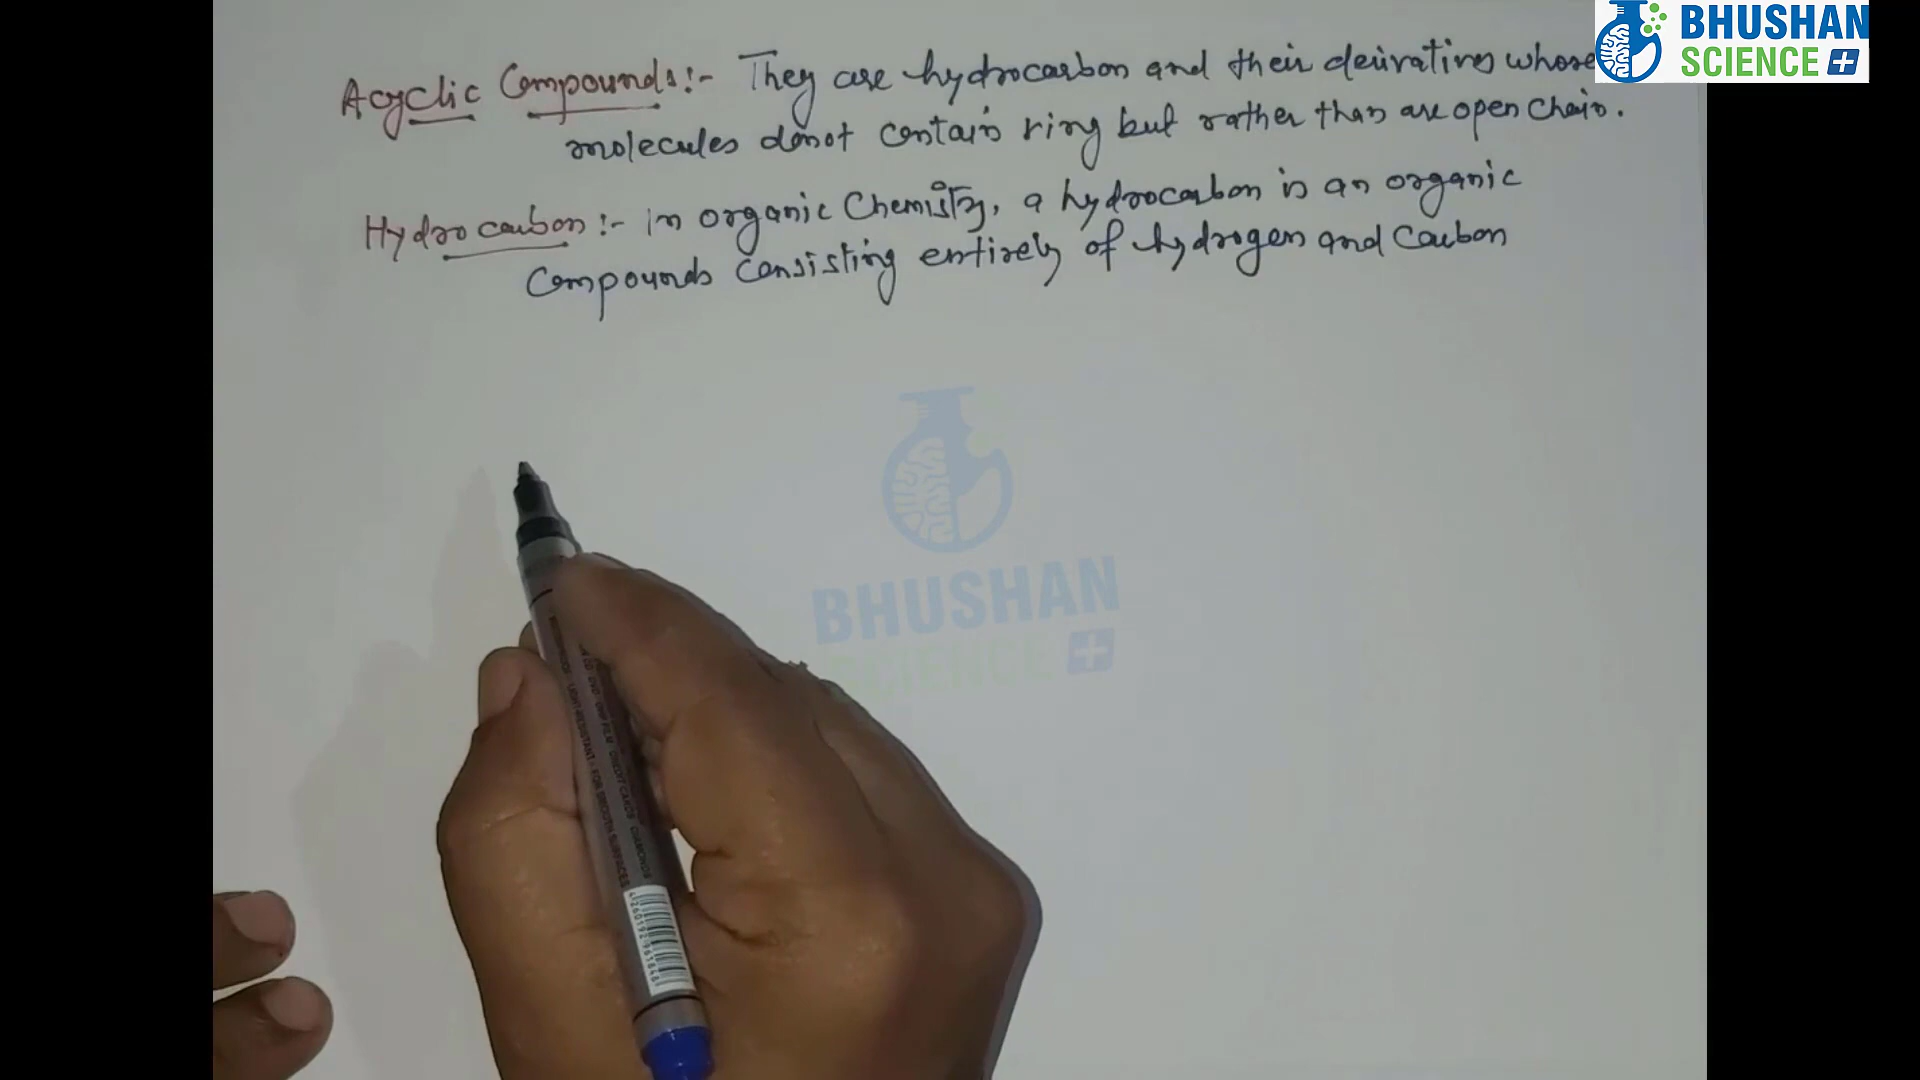 BHUSHAN
SCIENCE +
Acyclic Compounds:- They are hydrocarbon and their derivatives whose
molecules donot contain ring but rather than are open Chain.
Hydrocarbon :- In organic Chemistry, a hydrocarbon is an organic
Compounds consisting entirely of hydrogen and Carbon
BHUSHAN
SCIENCE +